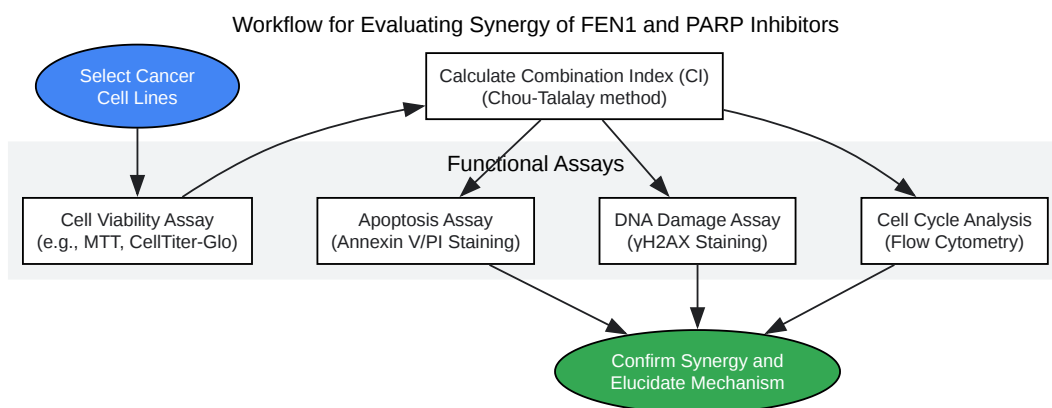 Workflow for Evaluating Synergy of FEN1 and PARP Inhibitors
Select Cancer
Cell Lines
Calculate Combination Index (CI)
(Chou-Talalay method)
Functional Assays
Cell Viability Assay
(e.g., MTT, CellTiter-Glo)
Apoptosis Assay
(Annexin V/PI Staining)
DNA Damage Assay
(γH2AX Staining)
Cell Cycle Analysis
(Flow Cytometry)
Confirm Synergy and
Elucidate Mechanism